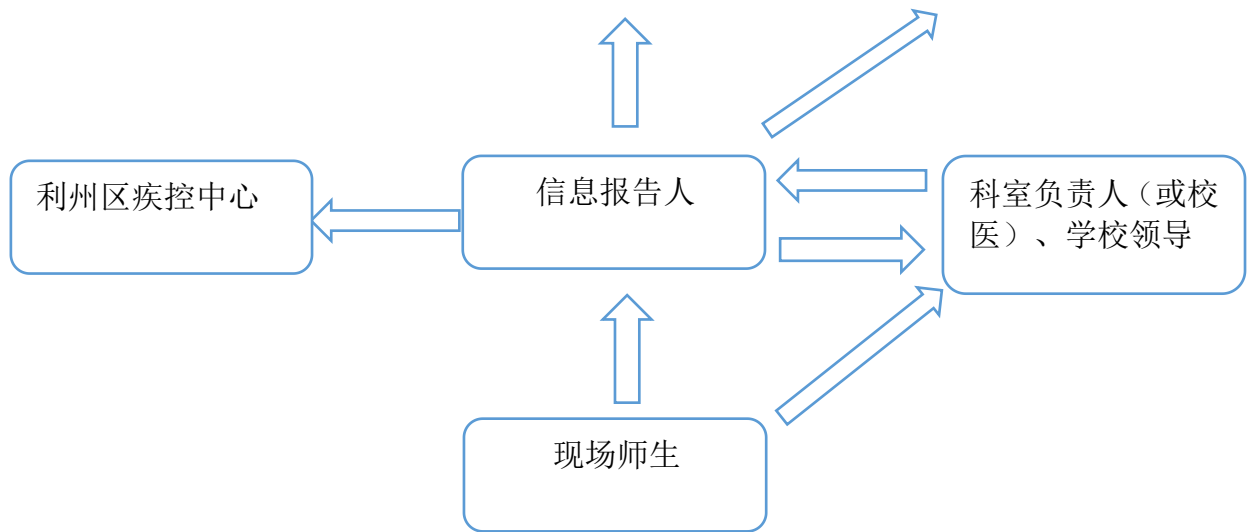 利州区疾控中心
信息报告人
科室负责人（或校
医）、学校领导
现场师生